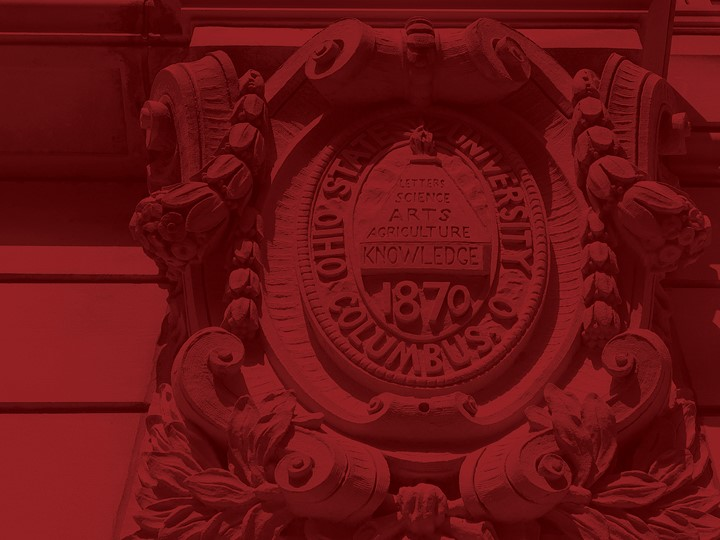 OHIO STATE UNIVERSITY O
COLUMBUS
LETTERS
SCIENCE
ARTS
AGRICULTURE
KNOWLEDGE
1870